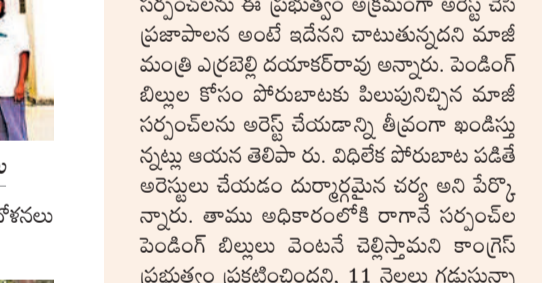 సర్పంచ్‌లను ఈ ప్రభుత్వం అక్రమంగా అరెస్ట్ చేసి
ప్రజాపాలన అంటే ఇదేనని చాటుతున్నదని మాజీ
మంత్రి ఎర్రబెల్లి దయాకర్‌రావు అన్నారు. పెండింగ్
బిల్లుల కోసం పోరుబాటకు పిలుపునిచ్చిన మాజీ
సర్పంచ్‌లను అరెస్ట్ చేయడాన్ని తీవ్రంగా ఖండిస్తు
న్నట్లు ఆయన తెలిపా రు. విధిలేక పోరుబాట పడితే
అరెస్టులు చేయడం దుర్మార్గమైన చర్య అని పేర్కొ
న్నారు. తాము అధికారంలోకి రాగానే సర్పంచ్‌ల
పెండింగ్ బిల్లులు వెంటనే చెల్లిస్తామని కాంగ్రెస్
ప్రభుత్వం ప్రకటించిందని, 11 నెలలు గడుస్తున్నా